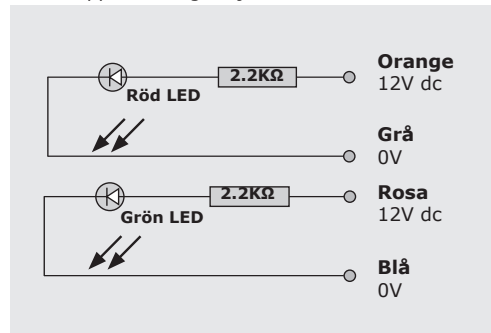 2.2KΩ
Orange
12V dc
Röd LED
Grå
0V
2.2KΩ
Rosa
12V dc
Grön LED
Blå
0V